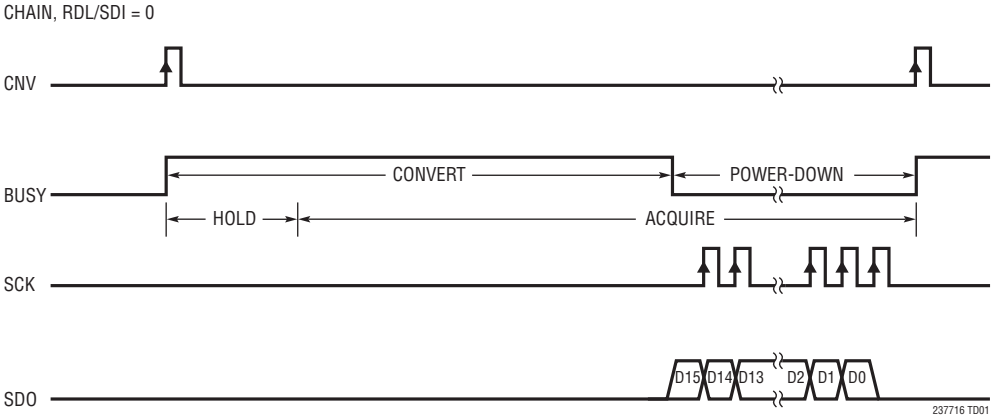 CHAIN, RDL/SDI = 0
CNV
BUSY
CONVERT
POWER-DOWN
HOLD
ACQUIRE
SCK
SDO
D15 D14 D13 D2 D1 D0
237716 TD01